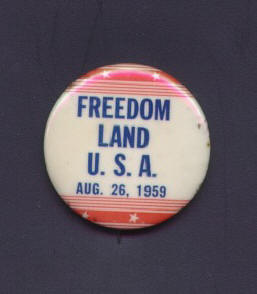 FREEDOM
LAND
U. S. A.
AUG. 26, 1959